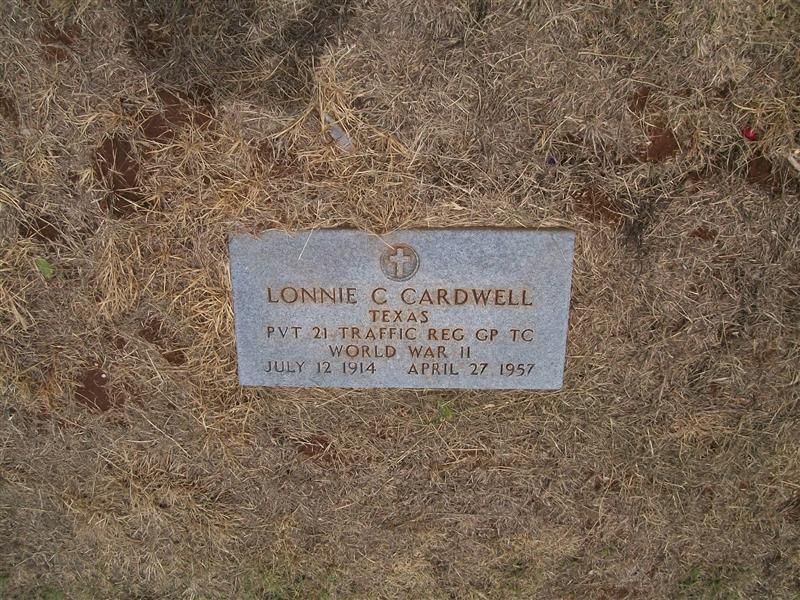 LONNIE C CARDWELL
TEXAS
PVT 21 TRAFFIC REG GP TC
WORLD WAR II
JULY 12 1914 APRIL 27 1957